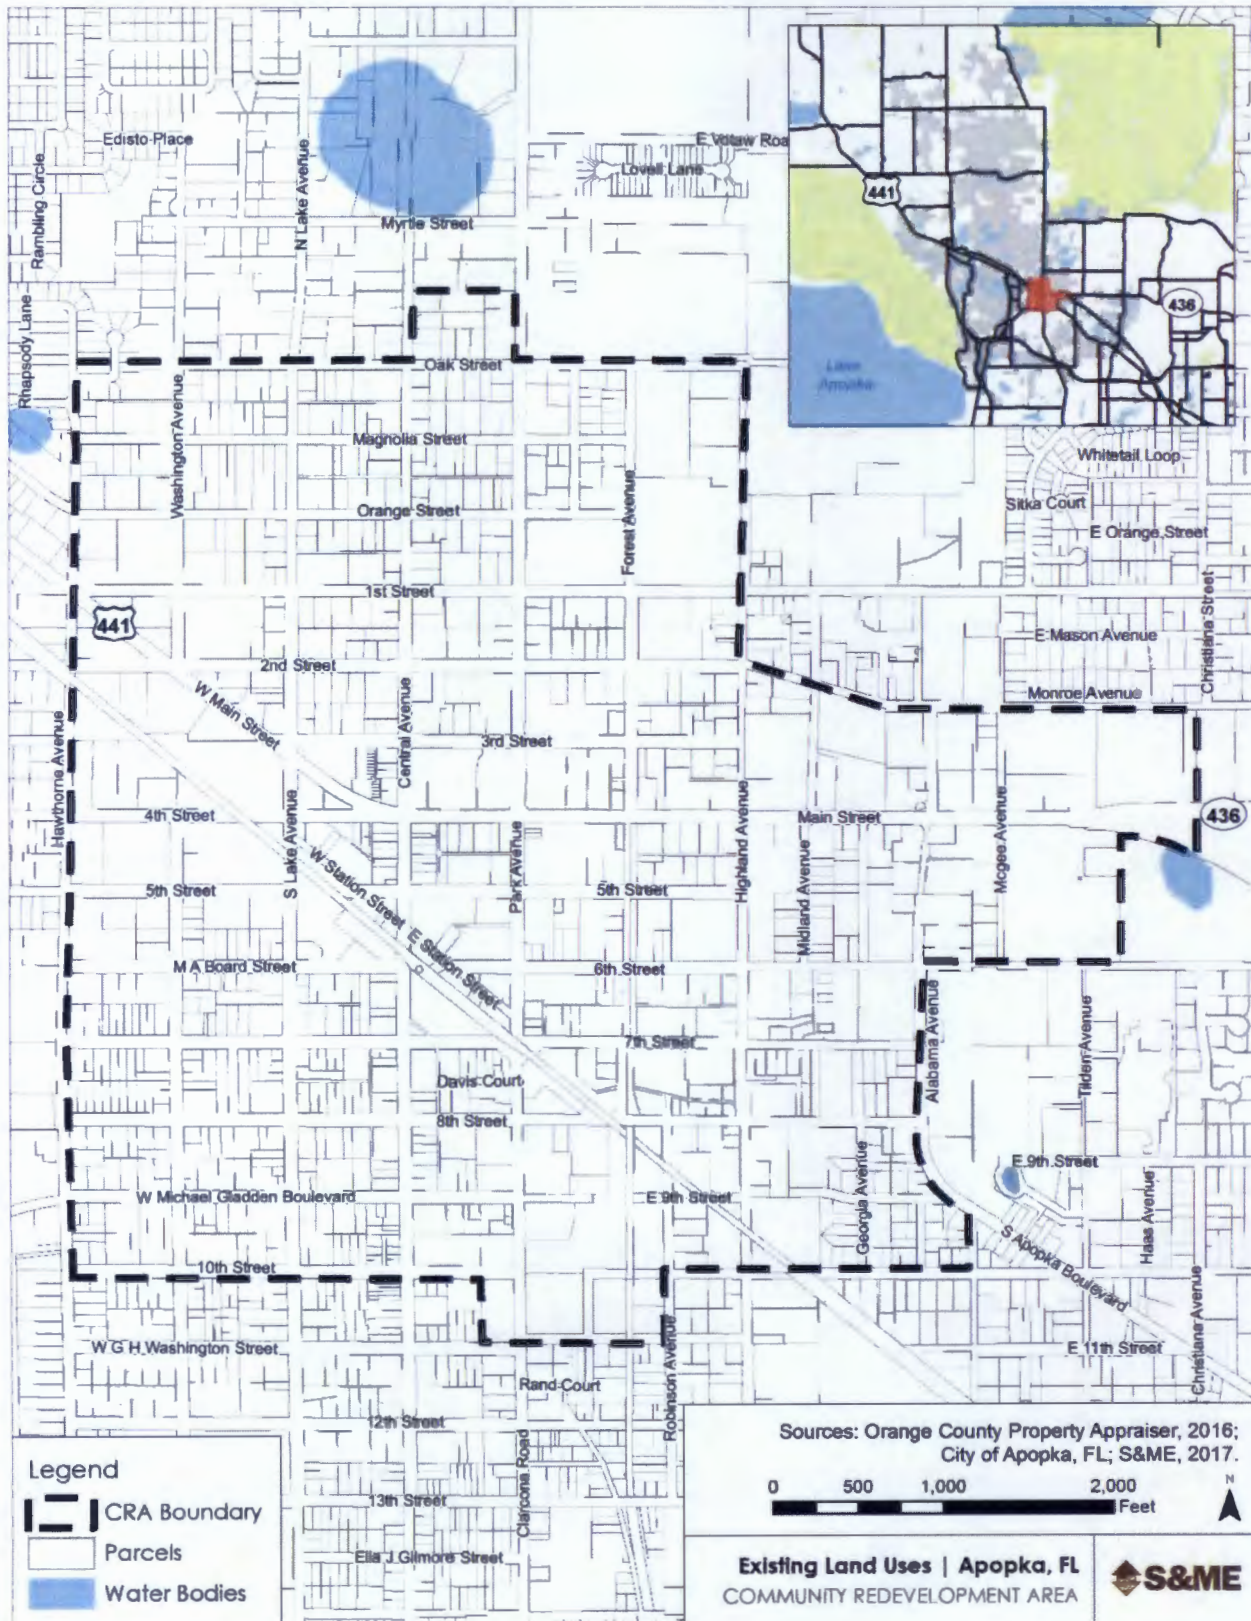 Edisto Place
E Votaw Roa
Lovell Lane
Rambling Circle
N Lake Avenue
Myrtle Street
441
436
Lake
Apopka
Rhapsody Lane
Oak Street
Washington Avenue
Magnolia Street
Whitetail Loop
Sitka Court
Orange Street
Forest Avenue
E Orange Street
1st Street
Christiana Street
441
E Mason Avenue
2nd Street
W Main Street
Monroe Avenue
Hawthorne Avenue
Central Avenue
3rd Street
4th Street
S Lake Avenue
Main Street
436
Highland Avenue
Mcgee Avenue
W Station Street
Park Avenue
5th Street
5th Street
Midland Avenue
E Station Street
M A Board Street
6th Street
7th Street
Alabama Avenue
Tilden Avenue
Davis Court
8th Street
E 9th Street
W Michael Gladden Boulevard
E 9th Street
Georgia Avenue
Haas Avenue
S Apopka Boulevard
10th Street
W G H Washington Street
Robinson Avenue
E 11th Street
Christiana Avenue
Rand Court
12th Street
Clarcona Road
13th Street
Ella J Gilmore Street
Legend
CRA Boundary
Parcels
Water Bodies
Sources: Orange County Property Appraiser, 2016;
City of Apopka, FL; S&ME, 2017.
0 500 1,000 2,000
Feet
N
Existing Land Uses | Apopka, FL
COMMUNITY REDEVELOPMENT AREA
S&ME